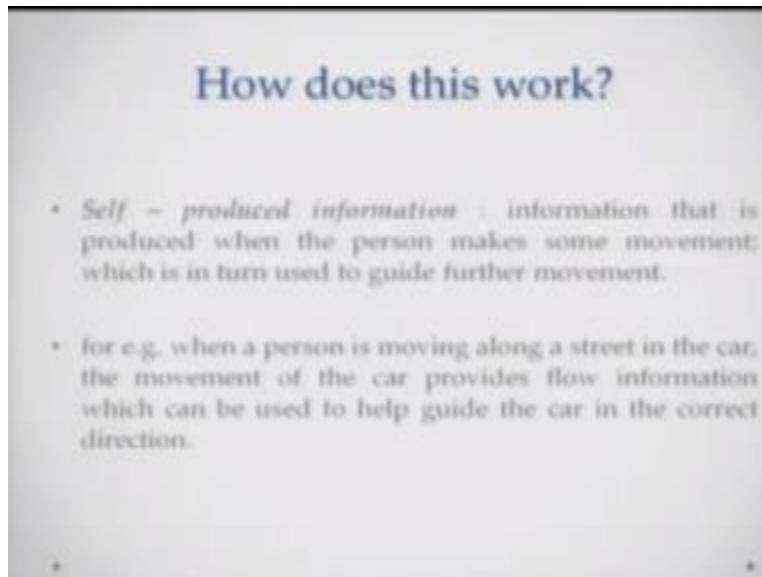 How does this work?
• Self – produced information : information that is
produced when the person makes some movement;
which is in turn used to guide further movement.
• for e.g. when a person is moving along a street in the car,
the movement of the car provides flow information
which can be used to help guide the car in the correct
direction.